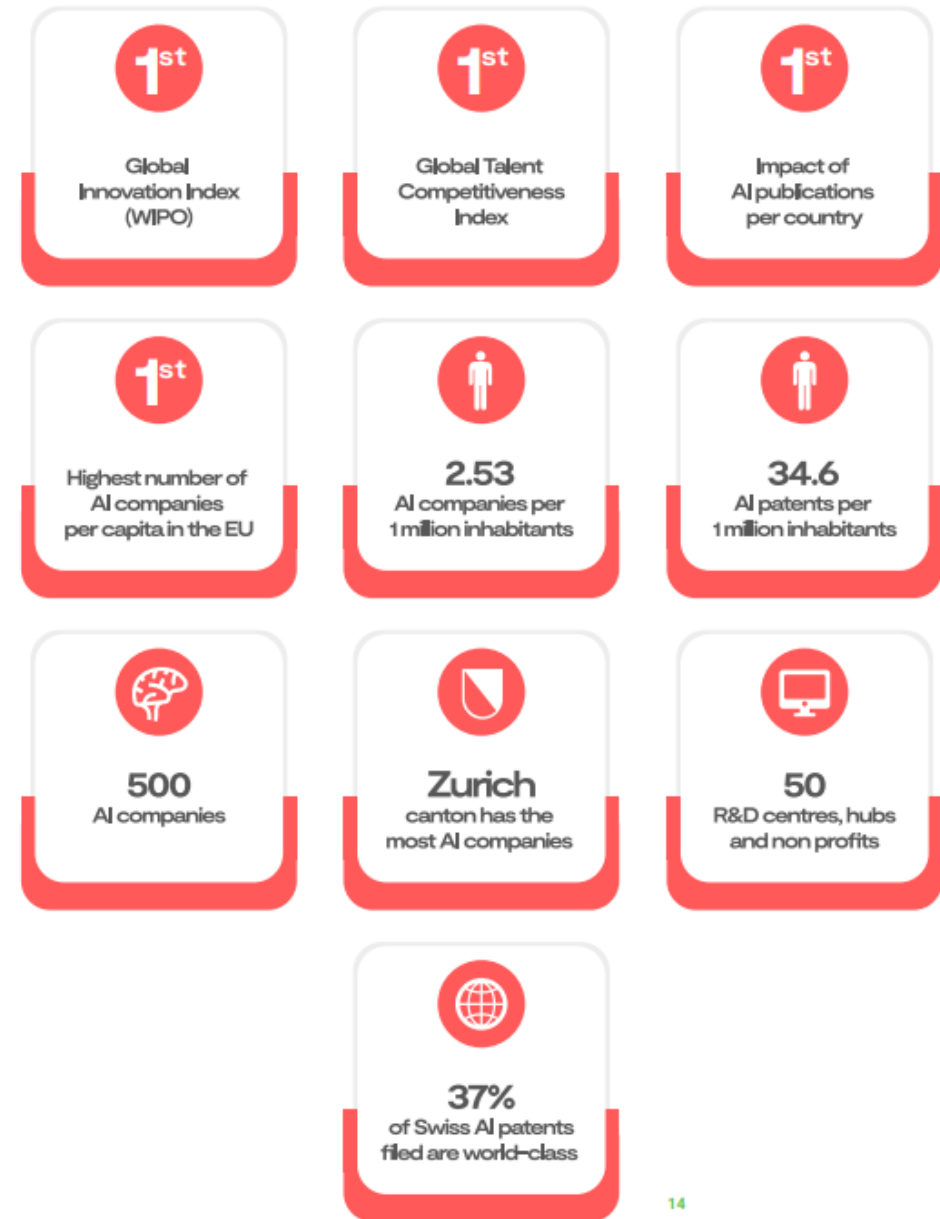 1st
Global
Innovation Index
(WIPO)
1st
Global Talent
Competitiveness
Index
1st
Impact of
AI publications
per country
1st
Highest number of
AI companies
per capita in the EU
2.53
AI companies per
1 million inhabitants
34.6
AI patents per
1 million inhabitants
500
AI companies
Zurich
canton has the
most AI companies
50
R&D centres, hubs
and non profits
37%
of Swiss AI patents
filed are world-class
14